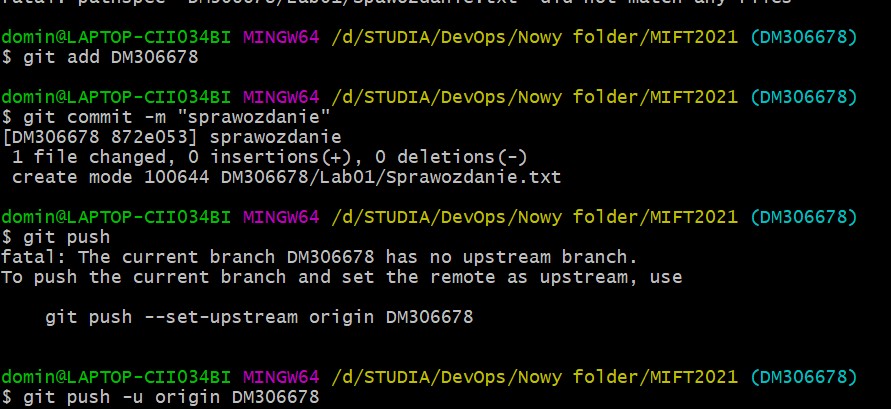 fatal: pathspec 'DM306678/Lab01/Spawozdanie.txt' did not match any files
domin@LAPTOP-CII034BI MINGW64 /d/STUDIA/DevOps/Nowy folder/MIFT2021 (DM306678)
$ git add DM306678
domin@LAPTOP-CII034BI MINGW64 /d/STUDIA/DevOps/Nowy folder/MIFT2021 (DM306678)
$ git commit -m "sprawozdanie"
[DM306678 872e053] sprawozdanie
 1 file changed, 0 insertions(+), 0 deletions(-)
 create mode 100644 DM306678/Lab01/Sprawozdanie.txt
domin@LAPTOP-CII034BI MINGW64 /d/STUDIA/DevOps/Nowy folder/MIFT2021 (DM306678)
$ git push
fatal: The current branch DM306678 has no upstream branch.
To push the current branch and set the remote as upstream, use
    git push --set-upstream origin DM306678
domin@LAPTOP-CII034BI MINGW64 /d/STUDIA/DevOps/Nowy folder/MIFT2021 (DM306678)
$ git push -u origin DM306678